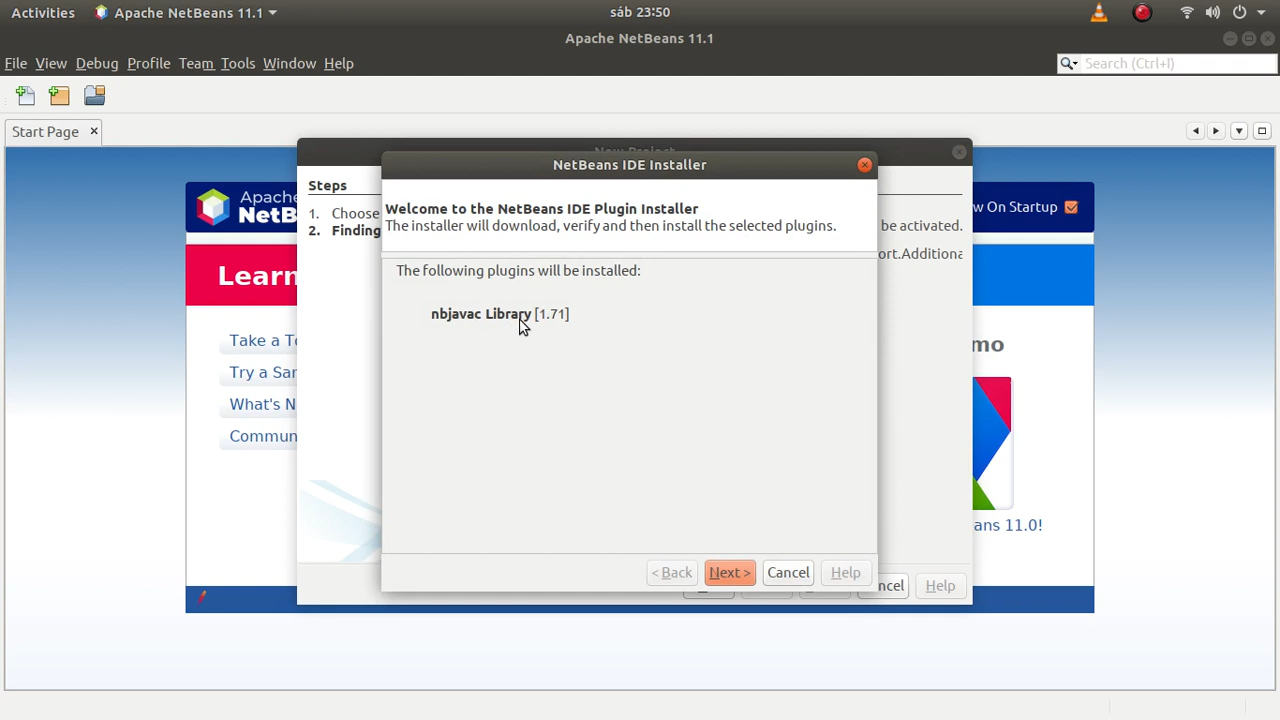 Activities
Apache NetBeans 11.1
sáb 23:50
Apache NetBeans 11.1
File View Debug Profile Team Tools Window Help
Search (Ctrl+I)
Start Page
NetBeans IDE Installer
Steps
Welcome to the NetBeans IDE Plugin Installer
The installer will download, verify and then install the selected plugins.
1. Choose
2. Finding
be activated.
The following plugins will be installed:
nbjavac Library [1.71]
Apache
NetB
w On Startup
Learn
Take a T
Try a Sar
What's N
Commun
mo
ans 11.0!
< Back Next > Cancel Help
ncel Help